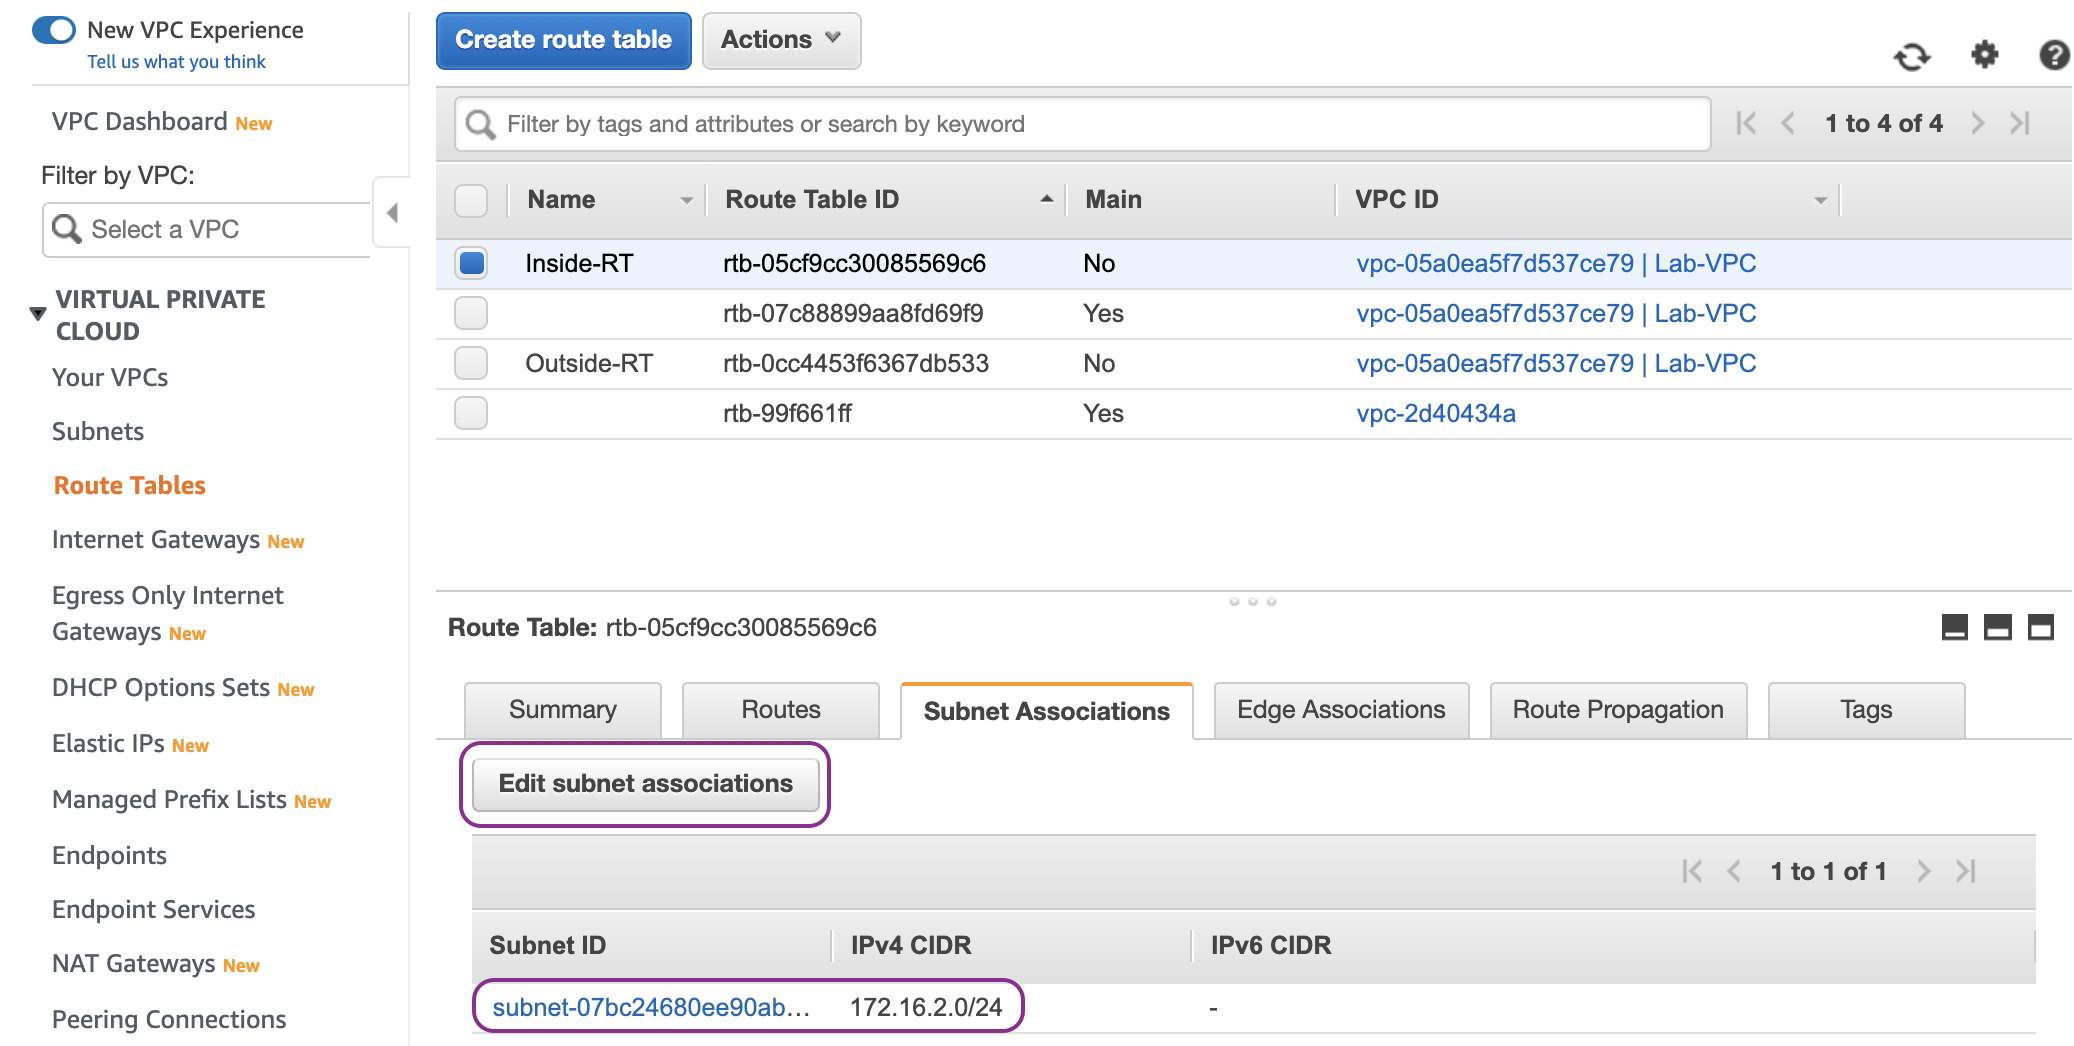 New VPC Experience
Tell us what you think
VPC Dashboard New
Filter by VPC:
Select a VPC
VIRTUAL PRIVATE
CLOUD
Your VPCs
Subnets
Route Tables
Internet Gateways New
Egress Only Internet
Gateways New
DHCP Options Sets New
Elastic IPs New
Managed Prefix Lists New
Endpoints
Endpoint Services
NAT Gateways New
Peering Connections
Create route table Actions
Filter by tags and attributes or search by keyword 1 to 4 of 4
Name Route Table ID Main VPC ID
Inside-RT rtb-05cf9cc30085569c6 No vpc-05a0ea5f7d537ce79 | Lab-VPC
rtb-07c88899aa8fd69f9 Yes vpc-05a0ea5f7d537ce79 | Lab-VPC
Outside-RT rtb-0cc4453f6367db533 No vpc-05a0ea5f7d537ce79 | Lab-VPC
rtb-99f661ff Yes vpc-2d40434a
Route Table: rtb-05cf9cc30085569c6
Summary Routes Subnet Associations Edge Associations Route Propagation Tags
Edit subnet associations
1 to 1 of 1
Subnet ID IPv4 CIDR IPv6 CIDR
subnet-07bc24680ee90ab... 172.16.2.0/24 -